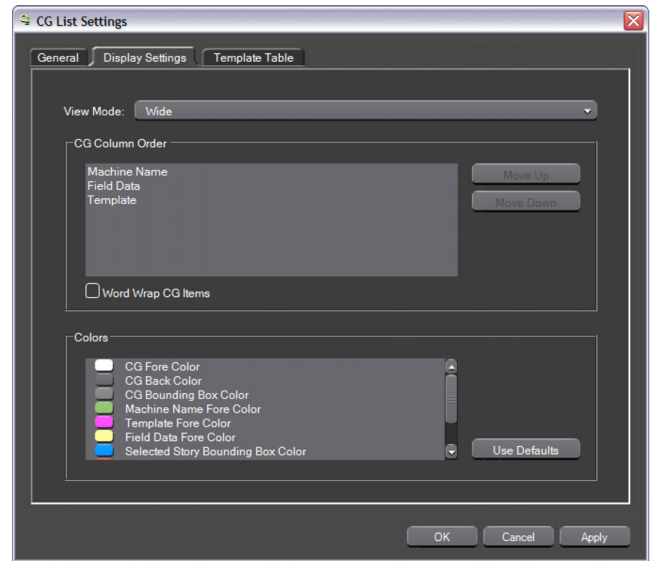 CG List Settings
General Display Settings Template Table
View Mode: Wide
CG Column Order
Machine Name
Field Data
Template
Move Up
Move Down
Word Wrap CG Items
Colors
CG Fore Color
CG Back Color
CG Bounding Box Color
Machine Name Fore Color
Template Fore Color
Field Data Fore Color
Selected Story Bounding Box Color
Use Defaults
OK Cancel Apply